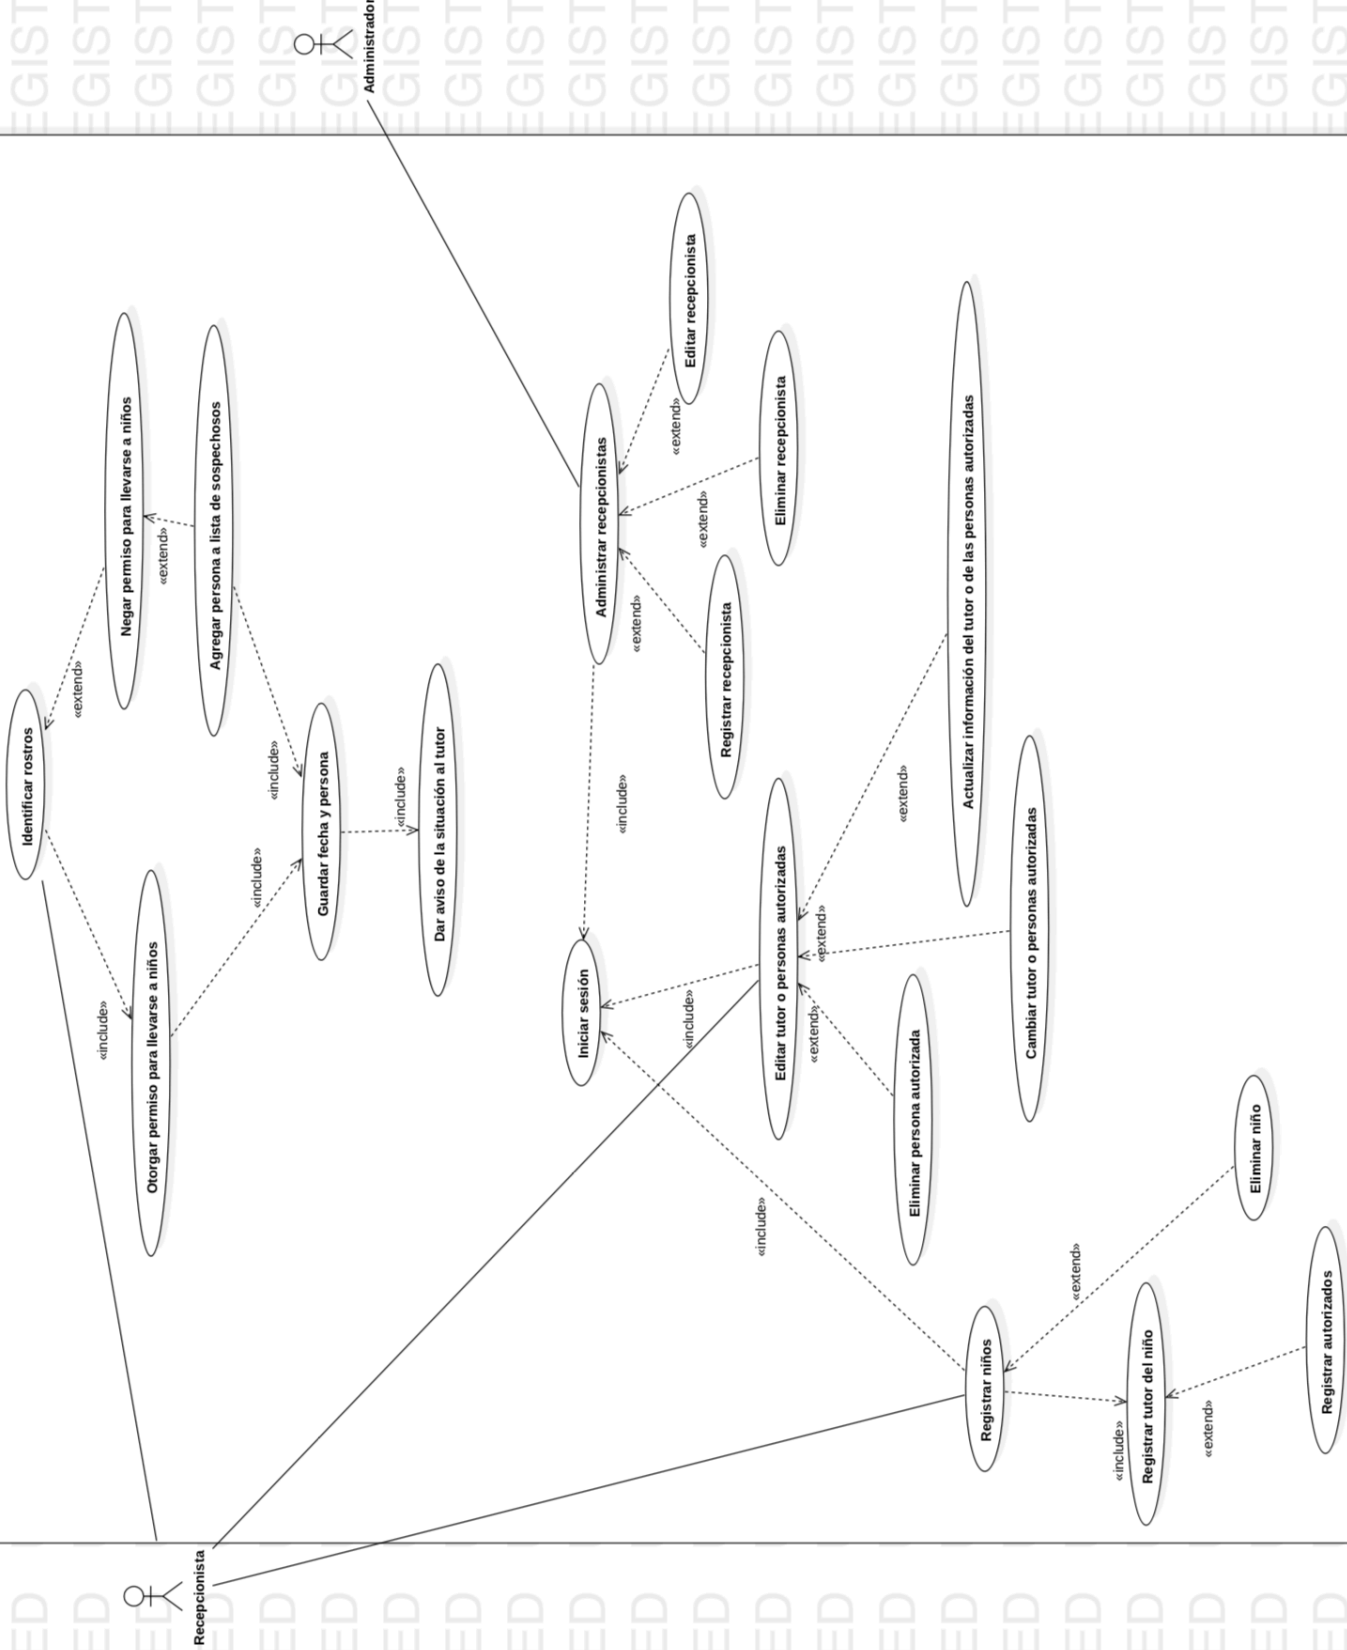 Administrador
Recepcionista
Identificar rostros
«extend»
Negar permiso para llevarse a niños
«extend»
Agregar persona a lista de sospechosos
«include»
Otorgar permiso para llevarse a niños
«include»
«include»
Guardar fecha y persona
«include»
Dar aviso de la situación al tutor
Administrar recepcionistas
«extend»
Editar recepcionista
«extend»
Eliminar recepcionista
«extend»
Registrar recepcionista
«include»
Iniciar sesión
«include»
«include»
Editar tutor o personas autorizadas
«extend»
Actualizar información del tutor o de las personas autorizadas
«extend»
Cambiar tutor o personas autorizadas
«extend»
Eliminar persona autorizada
Registrar niños
«extend»
Eliminar niño
«include»
Registrar tutor del niño
«extend»
Registrar autorizados